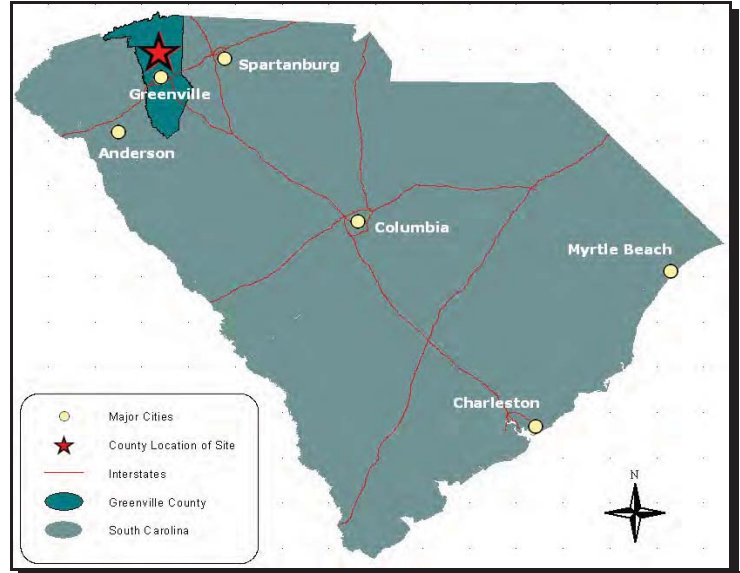 Spartanburg
Greenville
Anderson
Columbia
Myrtle Beach
Charleston
Major Cities
County Location of Site
Interstates
Greenville County
South Carolina
N